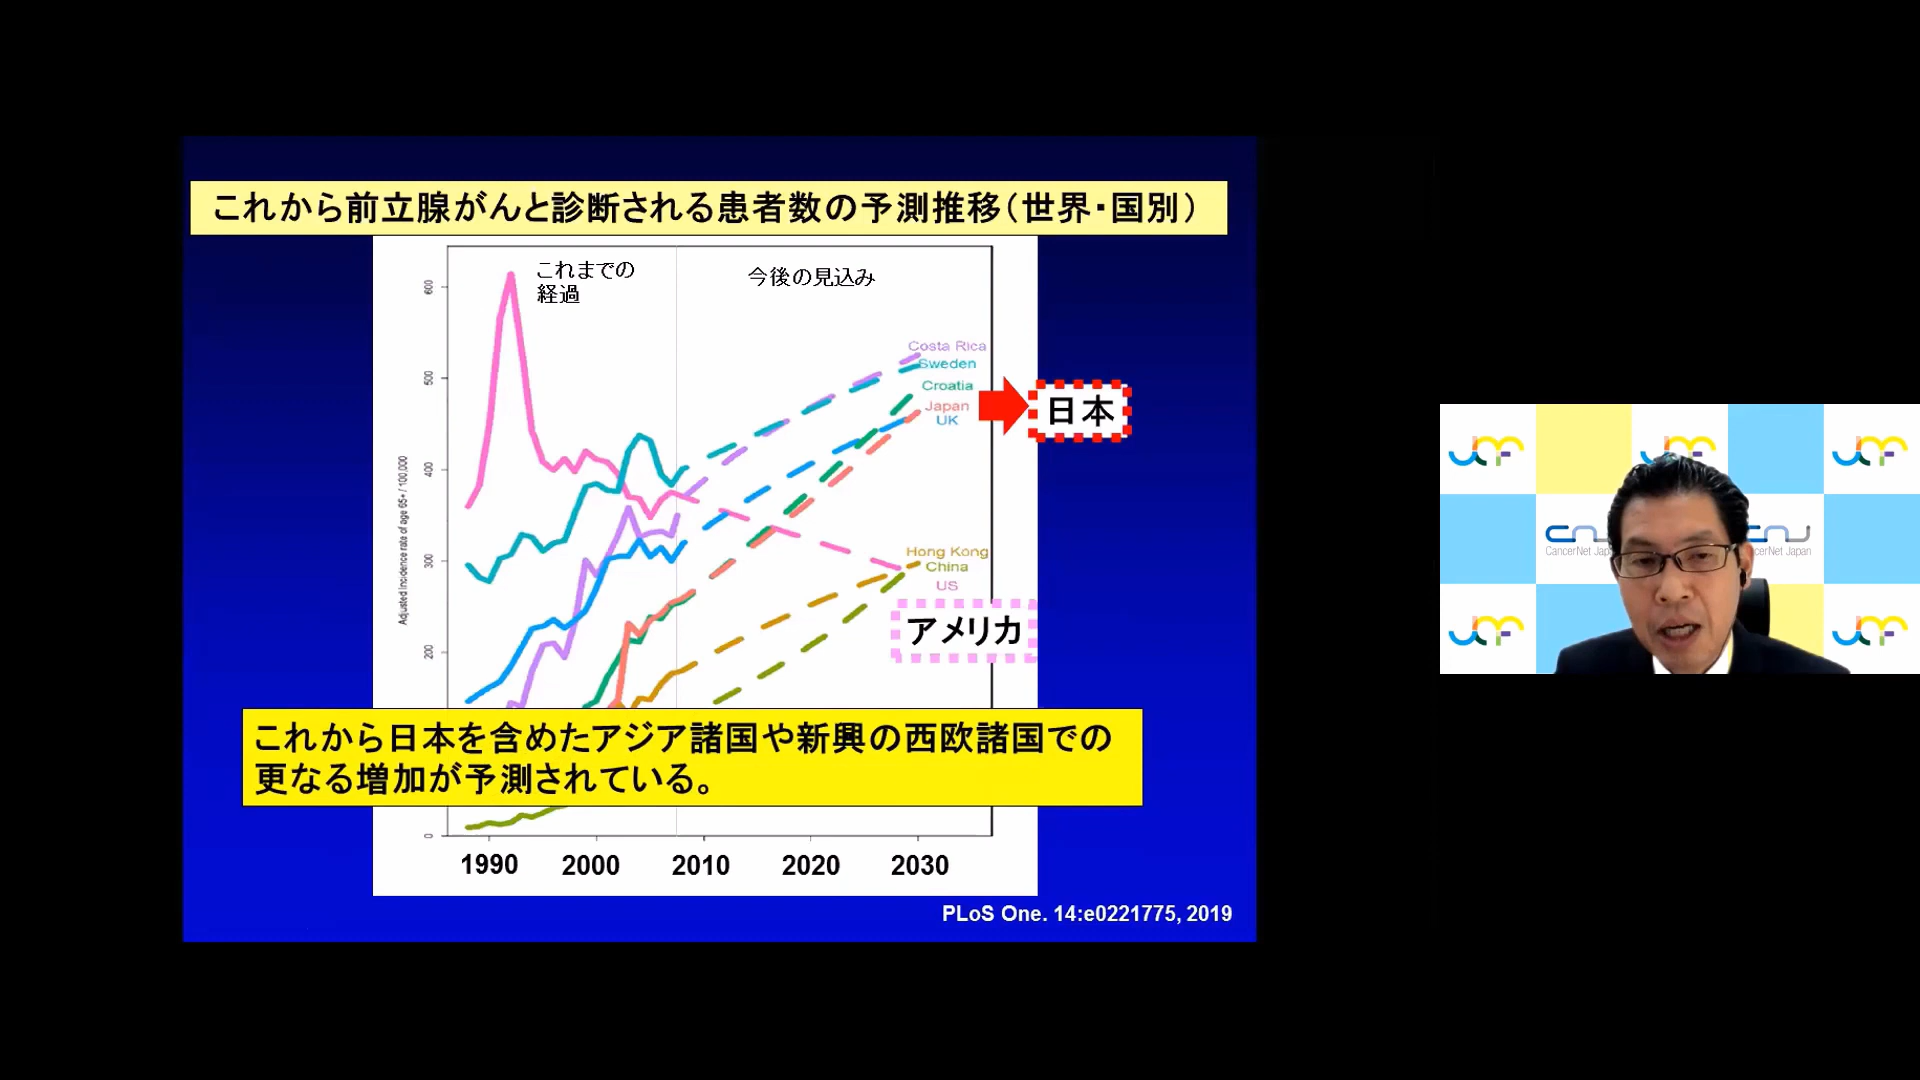 これから前立腺がんと診断される患者数の予測推移(世界・国別)
これまでの
経過
今後の見込み
600
500
400
300
200
0
Adjusted incidence rate of age 65+ / 100,000
Costa Rica
Sweden
Croatia
Japan
UK
日本
Hong Kong
China
US
アメリカ
これから日本を含めたアジア諸国や新興の西欧諸国での
更なる増加が予測されている。
1990 2000 2010 2020 2030
PLoS One. 14:e0221775, 2019
CancerNet Japan